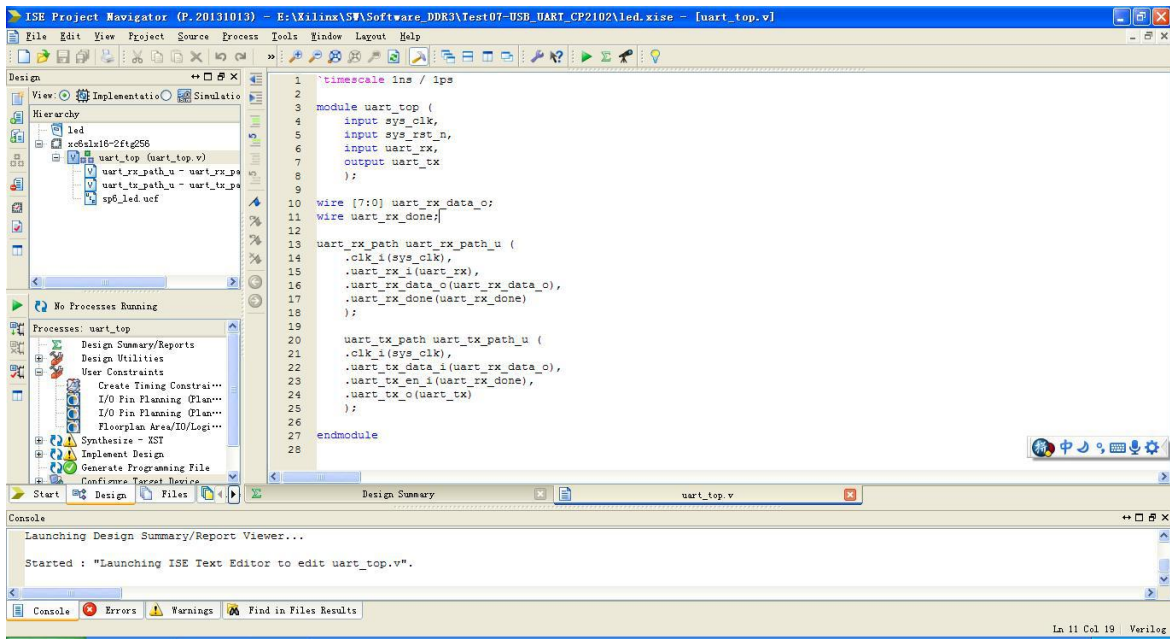 ISE Project Navigator (P.20131013) - E:\Xilinx\SW\Software_DDR3\Test07-USB_UART_CP2102\led.xise - [uart_top.v]
File Edit View Project Source Process Tools Window Layout Help
Design
View: Implementatio Simulatio
Hierarchy
led
xc6slx16-2ftg256
uart_top (uart_top.v)
uart_rx_path_u - uart_rx_pa
uart_tx_path_u - uart_tx_pa
sp6_led.ucf
No Processes Running
Processes: uart_top
Design Summary/Reports
Design Utilities
User Constraints
Create Timing Constrai...
I/O Pin Planning (Plan...
I/O Pin Planning (Plan...
Floorplan Area/IO/Logi...
Synthesize - XST
Implement Design
Generate Programming File
Configure Target Device
Start Design Files
1 `timescale 1ns / 1ps
2
3 module uart_top (
4 input sys_clk,
5 input sys_rst_n,
6 input uart_rx,
7 output uart_tx
8 );
9
10 wire [7:0] uart_rx_data_o;
11 wire uart_rx_done;
12
13 uart_rx_path uart_rx_path_u (
14 .clk_i(sys_clk),
15 .uart_rx_i(uart_rx),
16 .uart_rx_data_o(uart_rx_data_o),
17 .uart_rx_done(uart_rx_done)
18 );
19
20 uart_tx_path uart_tx_path_u (
21 .clk_i(sys_clk),
22 .uart_tx_data_i(uart_rx_data_o),
23 .uart_tx_en_i(uart_rx_done),
24 .uart_tx_o(uart_tx)
25 );
26
27 endmodule
28
中
Design Summary uart_top.v
Console
Launching Design Summary/Report Viewer...
Started : "Launching ISE Text Editor to edit uart_top.v".
Console Errors Warnings Find in Files Results
Ln 11 Col 19 Verilog